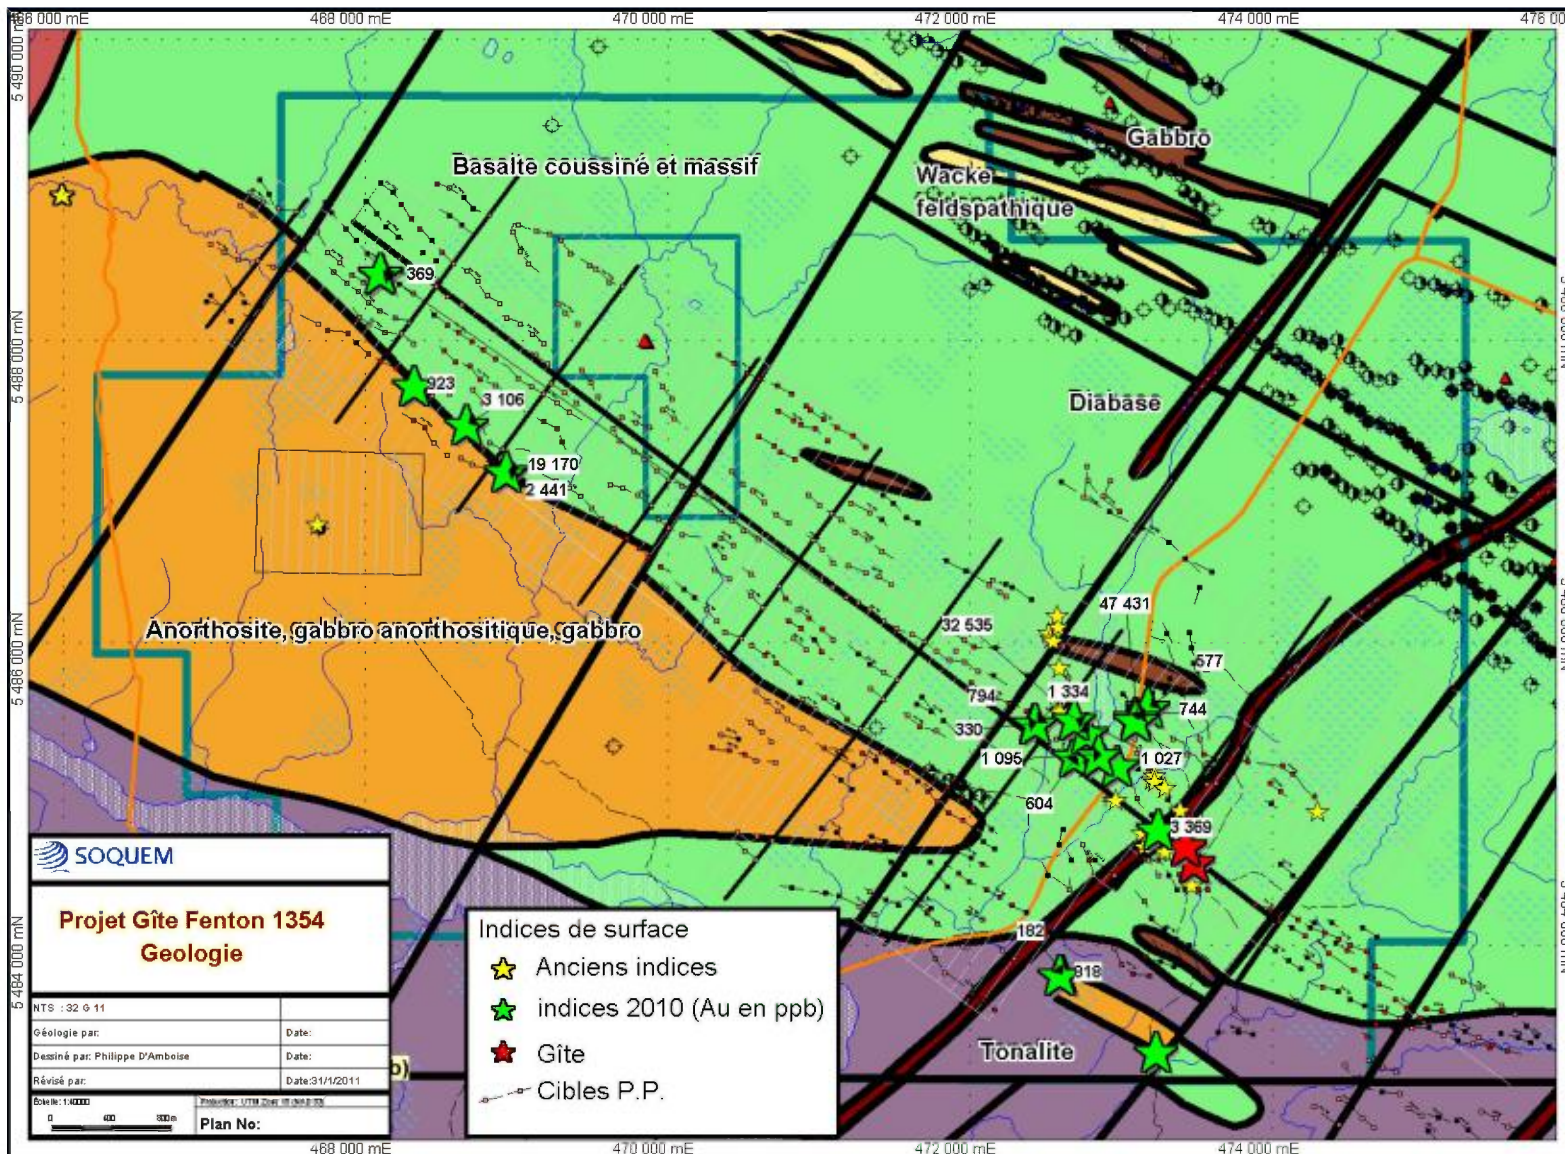 468 000 mE
470 000 mE
472 000 mE
474 000 mE
5 490 000 mN
5 488 000 mN
5 486 000 mN
5 484 000 mN
Basalte coussiné et massif
Gabbro
Wacke
feldspathique
369
Diabase
923
3 106
19 170
2 441
47 431
32 535
Anorthosite, gabbro anorthositique, gabbro
577
794
1 334
744
330
1 095
1 027
604
3 369
182
818
Tonalite
SOQUEM
Projet Gîte Fenton 1354
Geologie
NTS : 32 G 11
Géologie par:
Date:
Dessiné par: Philippe D'Amboise
Date:
Révisé par:
Date:31/1/2011
Échelle: 1:40000
0 400 800m
Plan No:
Indices de surface
Anciens indices
indices 2010 (Au en ppb)
Gîte
Cibles P.P.
468 000 mE
470 000 mE
472 000 mE
474 000 mE